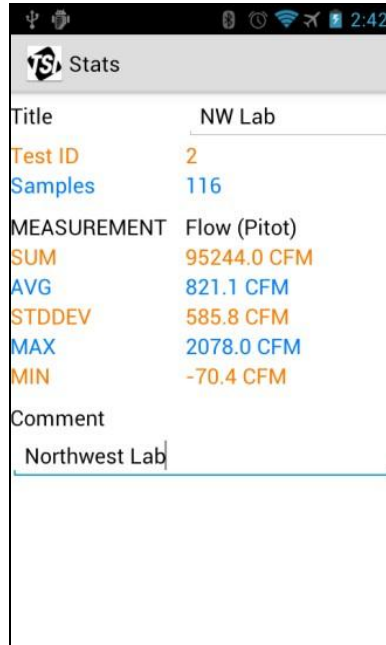 2:42
TSI Stats
Title NW Lab
Test ID 2
Samples 116
MEASUREMENT Flow (Pitot)
SUM 95244.0 CFM
AVG 821.1 CFM
STDDEV 585.8 CFM
MAX 2078.0 CFM
MIN -70.4 CFM
Comment
Northwest Lab